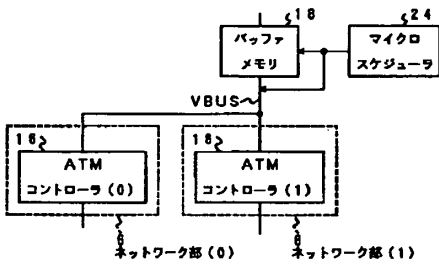 18
24
バッファ
メモリ
マイクロ
スケジューラ
VBUS
16
ATM
コントローラ(0)
18
ATM
コントローラ(1)
6
ネットワーク部(0)
6
ネットワーク部(1)